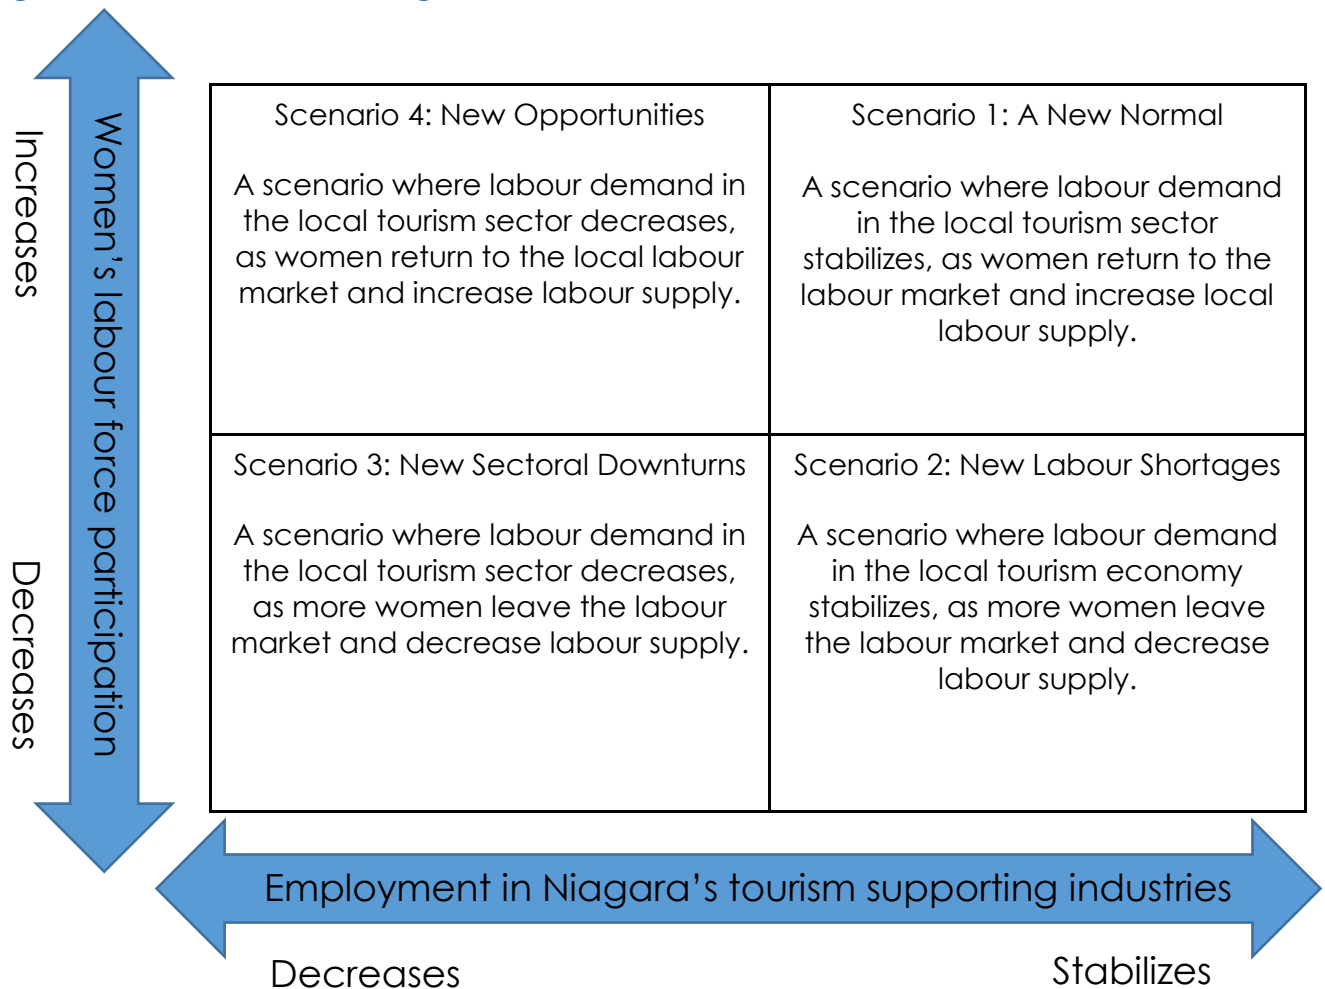 Increases
Decreases
Women's labour force participation
Scenario 4: New Opportunities
A scenario where labour demand in
the local tourism sector decreases,
as women return to the local labour
market and increase labour supply.
Scenario 1: A New Normal
A scenario where labour demand
in the local tourism sector
stabilizes, as women return to the
labour market and increase local
labour supply.
Scenario 3: New Sectoral Downturns
A scenario where labour demand in
the local tourism sector decreases,
as more women leave the labour
market and decrease labour supply.
Scenario 2: New Labour Shortages
A scenario where labour demand
in the local tourism economy
stabilizes, as more women leave
the labour market and decrease
labour supply.
Employment in Niagara's tourism supporting industries
Decreases
Stabilizes